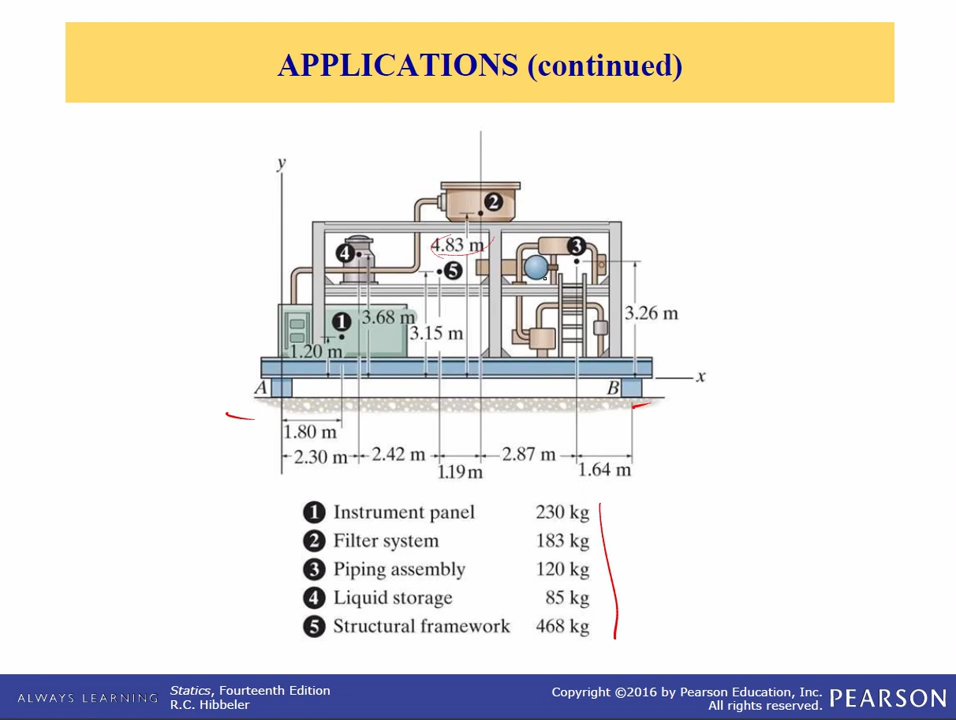 APPLICATIONS (continued)
y
2
4.83 m
3
4
5
3.68 m
3.26 m
1
3.15 m
1.20 m
x
A
B
1.80 m
2.30 m
2.42 m
2.87 m
1.19 m
1.64 m
1 Instrument panel 230 kg
2 Filter system 183 kg
3 Piping assembly 120 kg
4 Liquid storage 85 kg
5 Structural framework 468 kg
ALWAYS LEARNING
Statics, Fourteenth Edition
R.C. Hibbeler
Copyright ©2016 by Pearson Education, Inc.
All rights reserved.
PEARSON